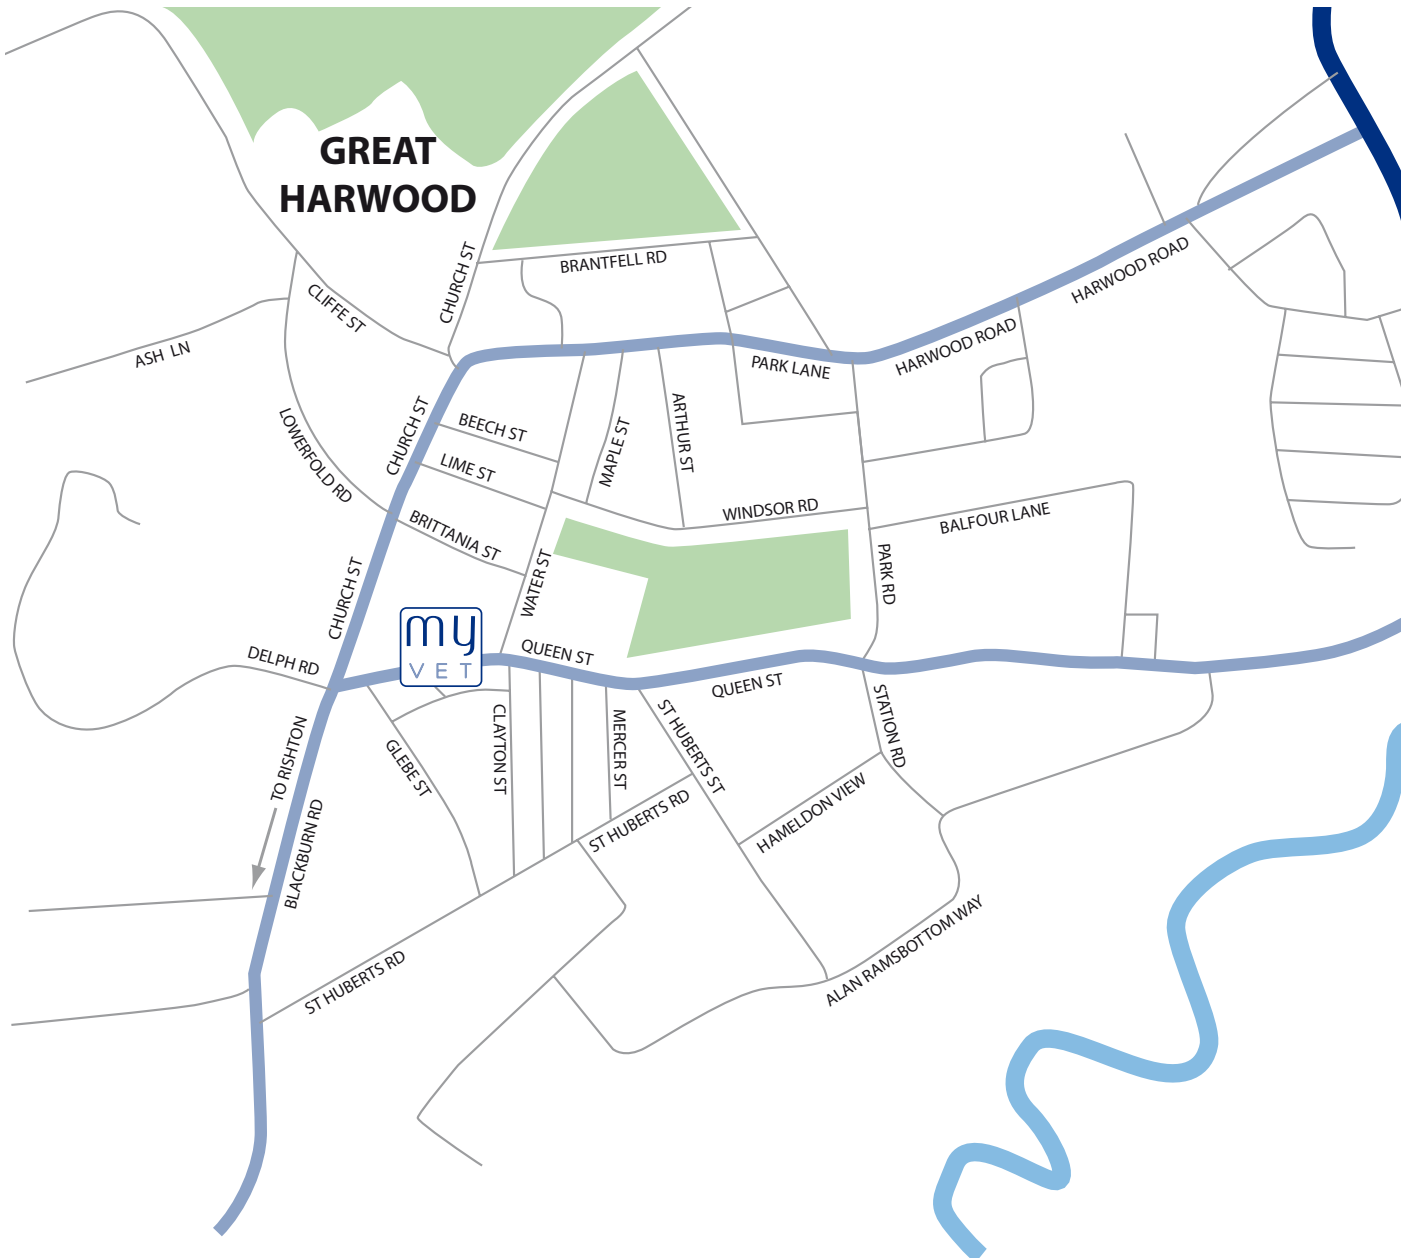 GREAT
HARWOOD
CHURCH ST
BRANTFELL RD
HARWOOD ROAD
CLIFFE ST
ASH LN
HARWOOD ROAD
PARK LANE
CHURCH ST
BEECH ST
MAPLE ST
ARTHUR ST
LOWERFOLD RD
LIME ST
WINDSOR RD
BALFOUR LANE
BRITTANIA ST
CHURCH ST
WATER ST
PARK RD
my
VET
DELPH RD
QUEEN ST
QUEEN ST
TO RISHTON
GLEBE ST
CLAYTON ST
MERCER ST
ST HUBERTS ST
STATION RD
BLACKBURN RD
ST HUBERTS RD
HAMELDON VIEW
ST HUBERTS RD
ALAN RAMSBOTTOM WAY